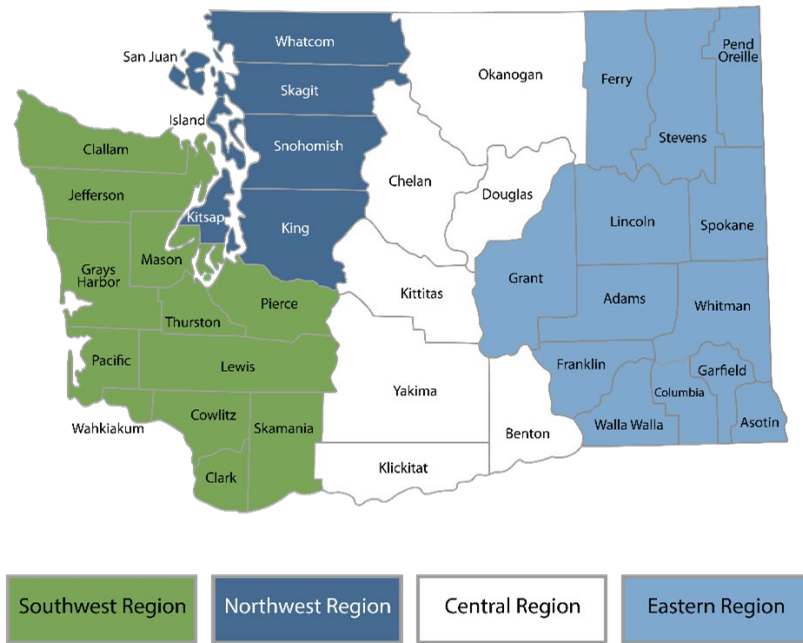 Whatcom
San Juan
Okanogan
Pend
Oreille
Ferry
Skagit
Island
Stevens
Snohomish
Clallam
Chelan
Douglas
Jefferson
Kitsap
King
Lincoln
Spokane
Mason
Grays
Harbor
Grant
Kittitas
Pierce
Adams
Whitman
Thurston
Pacific
Lewis
Franklin
Garfield
Yakima
Columbia
Cowlitz
Skamania
Wahkiakum
Walla Walla
Asotin
Benton
Klickitat
Clark
Southwest Region
Northwest Region
Central Region
Eastern Region